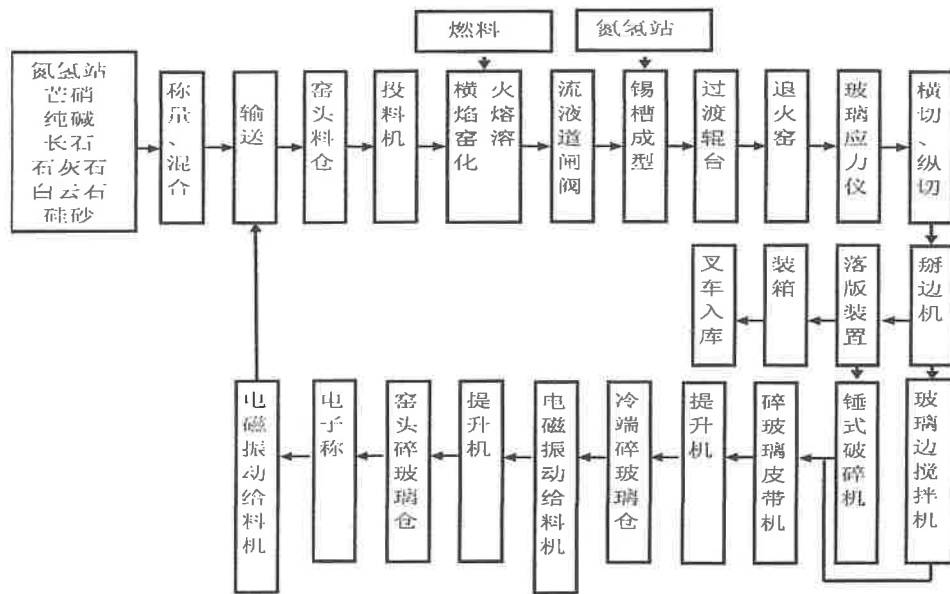 燃料
氮氢站
氮氢站
芒硝
纯碱
长石
石灰石
白云石
硅砂
称量、混合
输送
窑头料仓
投料机
横焰窑化
火熔溶
流液道闸阀
锡槽成型
过渡辊台
退火窑
玻璃应力仪
横切、纵切
叉车入库
装箱
落版装置
掰边机
电磁振动给料机
电子称
窑头碎玻璃仓
提升机
电磁振动给料机
冷端碎玻璃仓
提升机
碎玻璃皮带机
锤式破碎机
玻璃边搅拌机